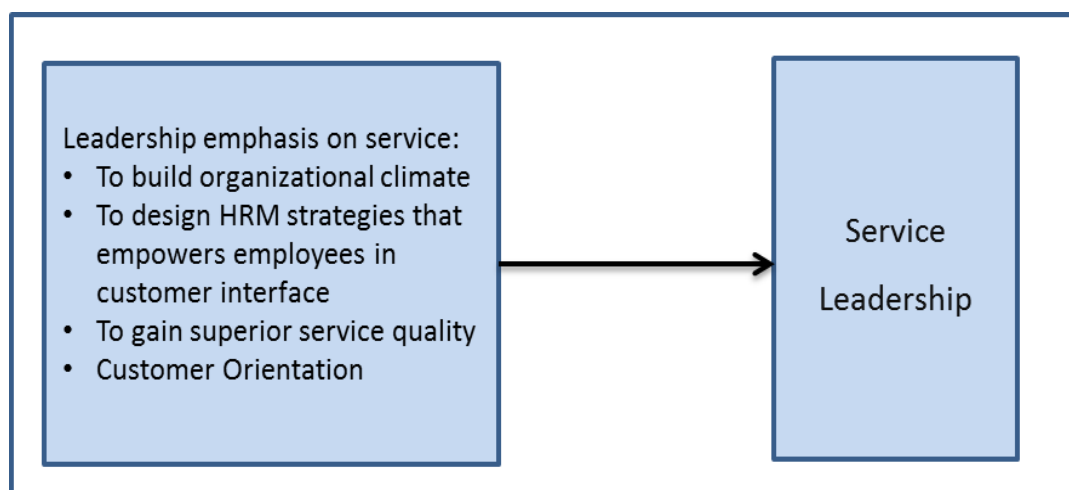 Leadership emphasis on service:
• To build organizational climate
• To design HRM strategies that
empowers employees in
customer interface
• To gain superior service quality
• Customer Orientation
Service
Leadership